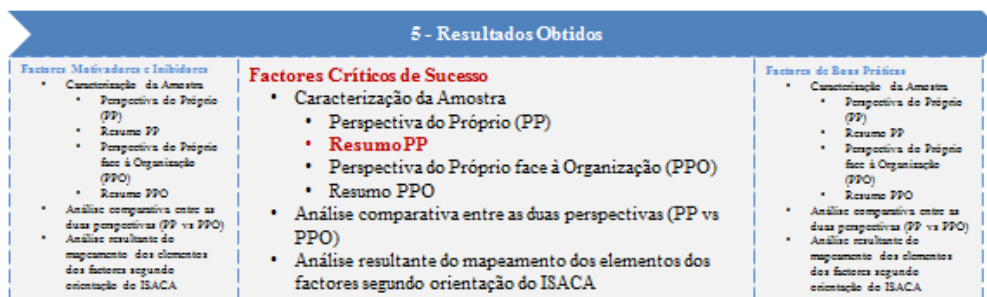 5 - Resultados Obtidos
Factores Motivadores e Inibidores
• Caracterização da Amostra
• Perspectiva do Próprio
(PP)
• Resumo PP
• Perspectiva do Próprio
face à Organização
(PPO)
• Resumo PPO
• Análise comparativa entre as
duas perspectivas (PP vs PPO)
• Análise resultante do
mapeamento dos elementos
dos factores segundo
orientação do ISACA
Factores Críticos de Sucesso
• Caracterização da Amostra
• Perspectiva do Próprio (PP)
• Resumo PP
• Perspectiva do Próprio face à Organização (PPO)
• Resumo PPO
• Análise comparativa entre as duas perspectivas (PP vs
PPO)
• Análise resultante do mapeamento dos elementos dos
factores segundo orientação do ISACA
Factores de Boas Práticas
• Caracterização da Amostra
• Perspectiva do Próprio
(PP)
• Resumo PP
• Perspectiva do Próprio
face à Organização
(PPO)
• Resumo PPO
• Análise comparativa entre as
duas perspectivas (PP vs PPO)
• Análise resultante do
mapeamento dos elementos
dos factores segundo
orientação do ISACA